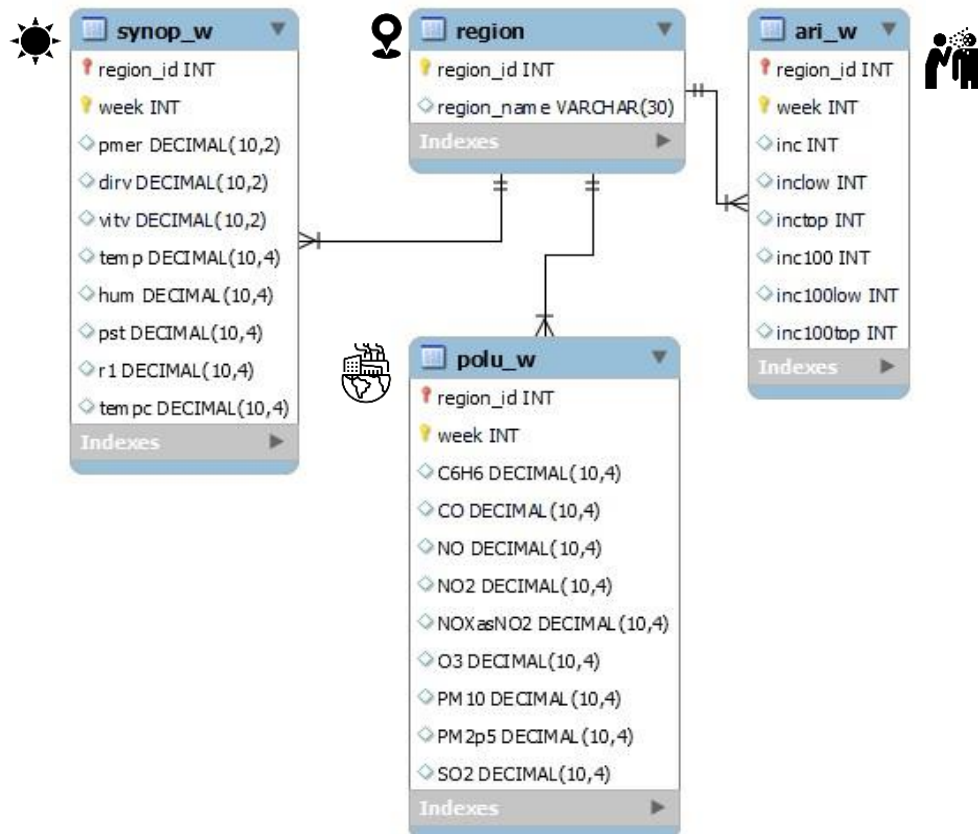 synop_w
region_id INT
week INT
pmer DECIMAL(10,2)
dirv DECIMAL(10,2)
vitv DECIMAL(10,2)
temp DECIMAL(10,4)
hum DECIMAL(10,4)
pst DECIMAL(10,4)
r1 DECIMAL(10,4)
tempc DECIMAL(10,4)
Indexes
region
region_id INT
region_name VARCHAR(30)
Indexes
ari_w
region_id INT
week INT
inc INT
inclow INT
inctop INT
inc100 INT
inc100low INT
inc100top INT
Indexes
polu_w
region_id INT
week INT
C6H6 DECIMAL(10,4)
CO DECIMAL(10,4)
NO DECIMAL(10,4)
NO2 DECIMAL(10,4)
NOXasNO2 DECIMAL(10,4)
O3 DECIMAL(10,4)
PM10 DECIMAL(10,4)
PM2p5 DECIMAL(10,4)
SO2 DECIMAL(10,4)
Indexes